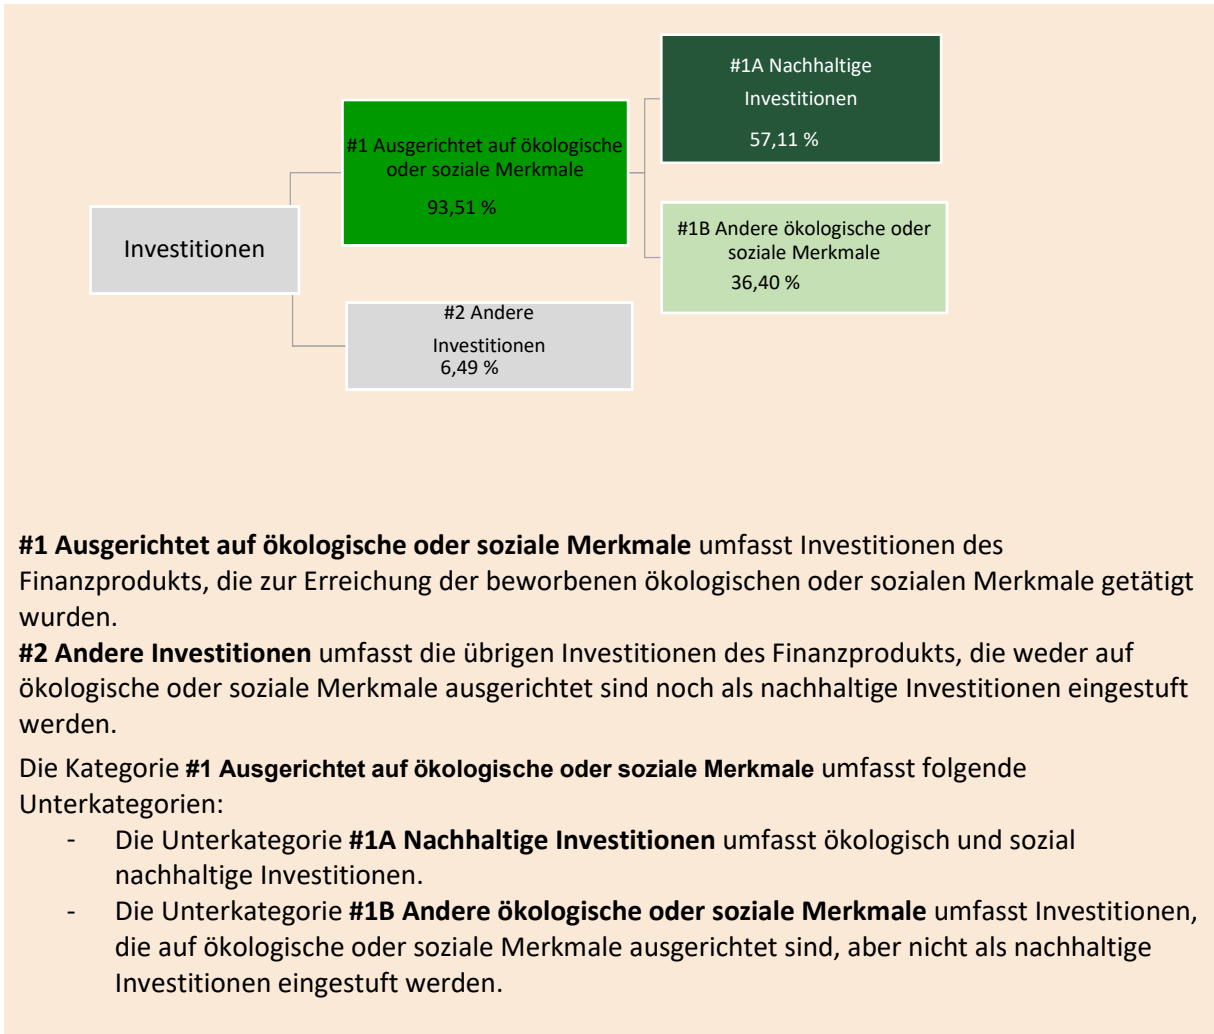 #1A Nachhaltige
Investitionen
57,11 %
#1 Ausgerichtet auf ökologische
oder soziale Merkmale
93,51 %
#1B Andere ökologische oder
soziale Merkmale
36,40 %
Investitionen
#2 Andere
Investitionen
6,49 %
#1 Ausgerichtet auf ökologische oder soziale Merkmale umfasst Investitionen des
Finanzprodukts, die zur Erreichung der beworbenen ökologischen oder sozialen Merkmale getätigt
wurden.
#2 Andere Investitionen umfasst die übrigen Investitionen des Finanzprodukts, die weder auf
ökologische oder soziale Merkmale ausgerichtet sind noch als nachhaltige Investitionen eingestuft
werden.
Die Kategorie #1 Ausgerichtet auf ökologische oder soziale Merkmale umfasst folgende
Unterkategorien:
- Die Unterkategorie #1A Nachhaltige Investitionen umfasst ökologisch und sozial
nachhaltige Investitionen.
- Die Unterkategorie #1B Andere ökologische oder soziale Merkmale umfasst Investitionen,
die auf ökologische oder soziale Merkmale ausgerichtet sind, aber nicht als nachhaltige
Investitionen eingestuft werden.